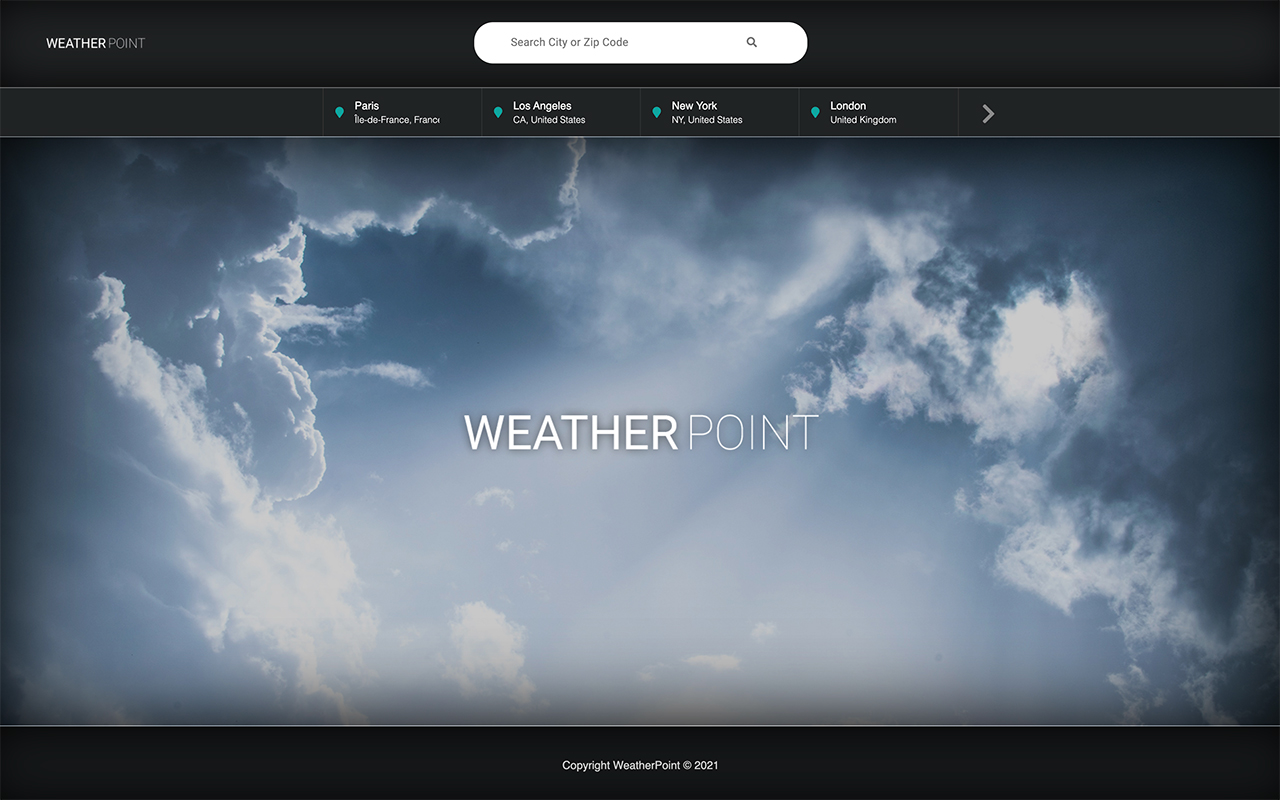 WEATHER POINT
Search City or Zip Code
Paris
Île-de-France, Franc
Los Angeles
CA, United States
New York
NY, United States
London
United Kingdom
WEATHER POINT
Copyright WeatherPoint © 2021